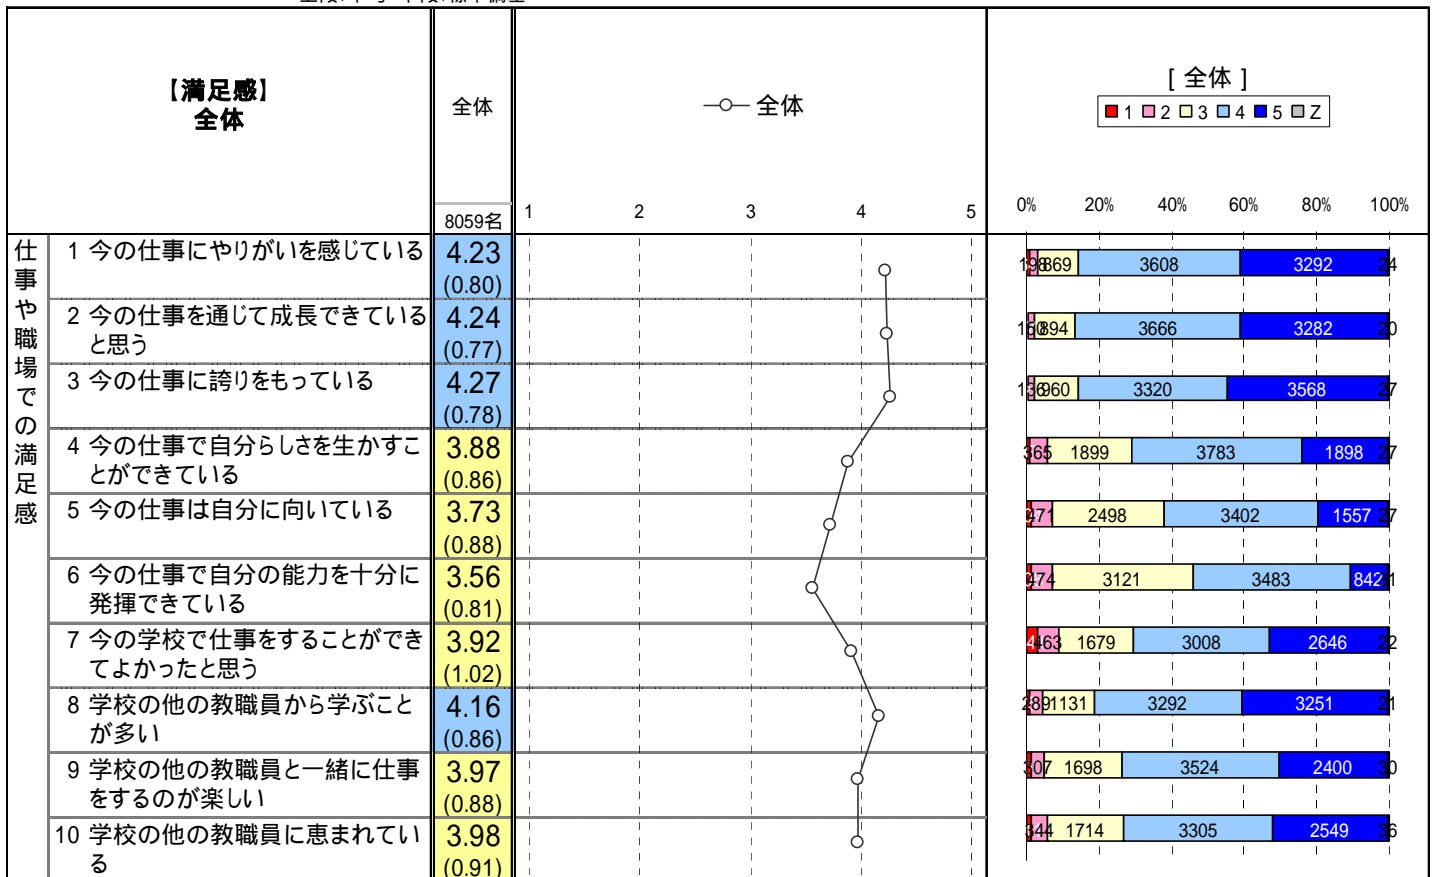 【満足感】
全体
全体
8059名
全体
[ 全体 ]
1 2 3 4 5 Z
1 2 3 4 5
0% 20% 40% 60% 80% 100%
仕事や職場での満足感
1 今の仕事にやりがいを感じている
4.23
(0.80)
198 869 3608 3292 24
2 今の仕事を通じて成長できている
と思う
4.24
(0.77)
150 894 3666 3282 20
3 今の仕事に誇りをもっている
4.27
(0.78)
136 960 3320 3568 27
4 今の仕事で自分らしさを生かすこ
とができている
3.88
(0.86)
365 1899 3783 1898 27
5 今の仕事は自分に向いている
3.73
(0.88)
471 2498 3402 1557 27
6 今の仕事で自分の能力を十分に
発揮できている
3.56
(0.81)
474 3121 3483 842
7 今の学校で仕事をすることができ
てよかったと思う
3.92
(1.02)
463 1679 3008 2646 22
8 学校の他の教職員から学ぶこと
が多い
4.16
(0.86)
289 1131 3292 3251 21
9 学校の他の教職員と一緒に仕事
をするのが楽しい
3.97
(0.88)
307 1698 3524 2400 30
10 学校の他の教職員に恵まれてい
る
3.98
(0.91)
344 1714 3305 2549 36